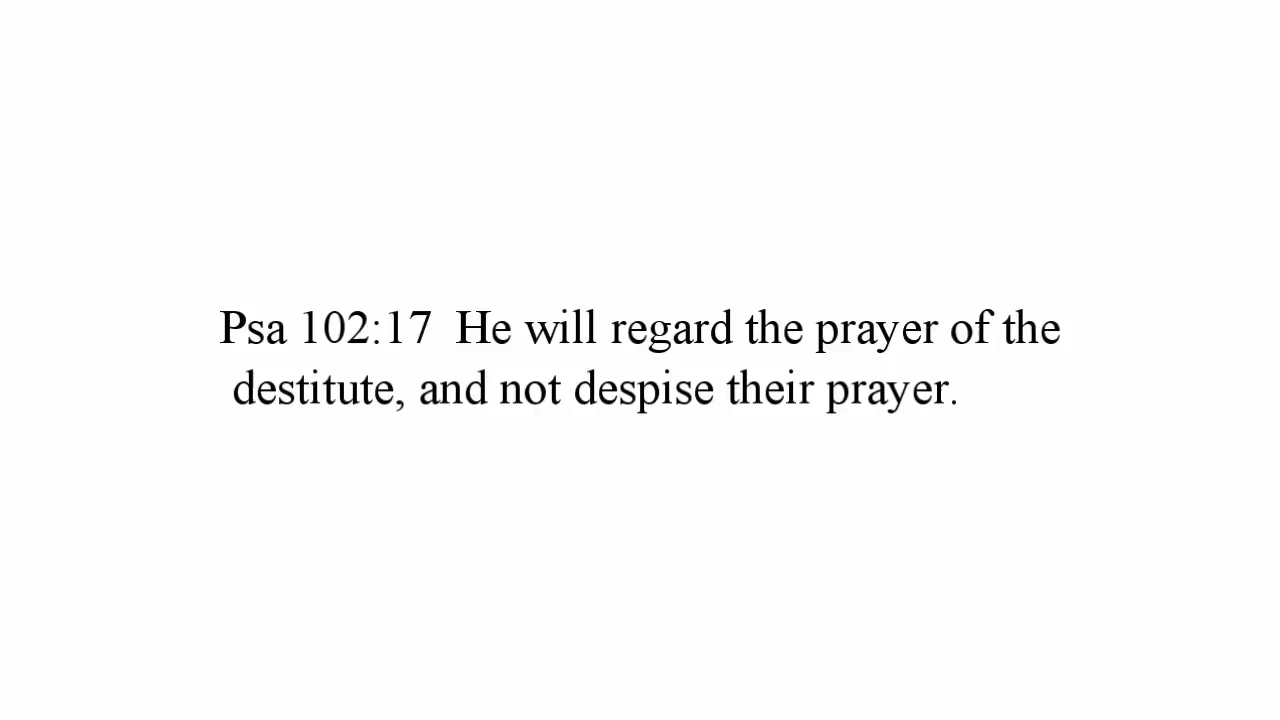 Psa 102:17  He will regard the prayer of the
destitute, and not despise their prayer.